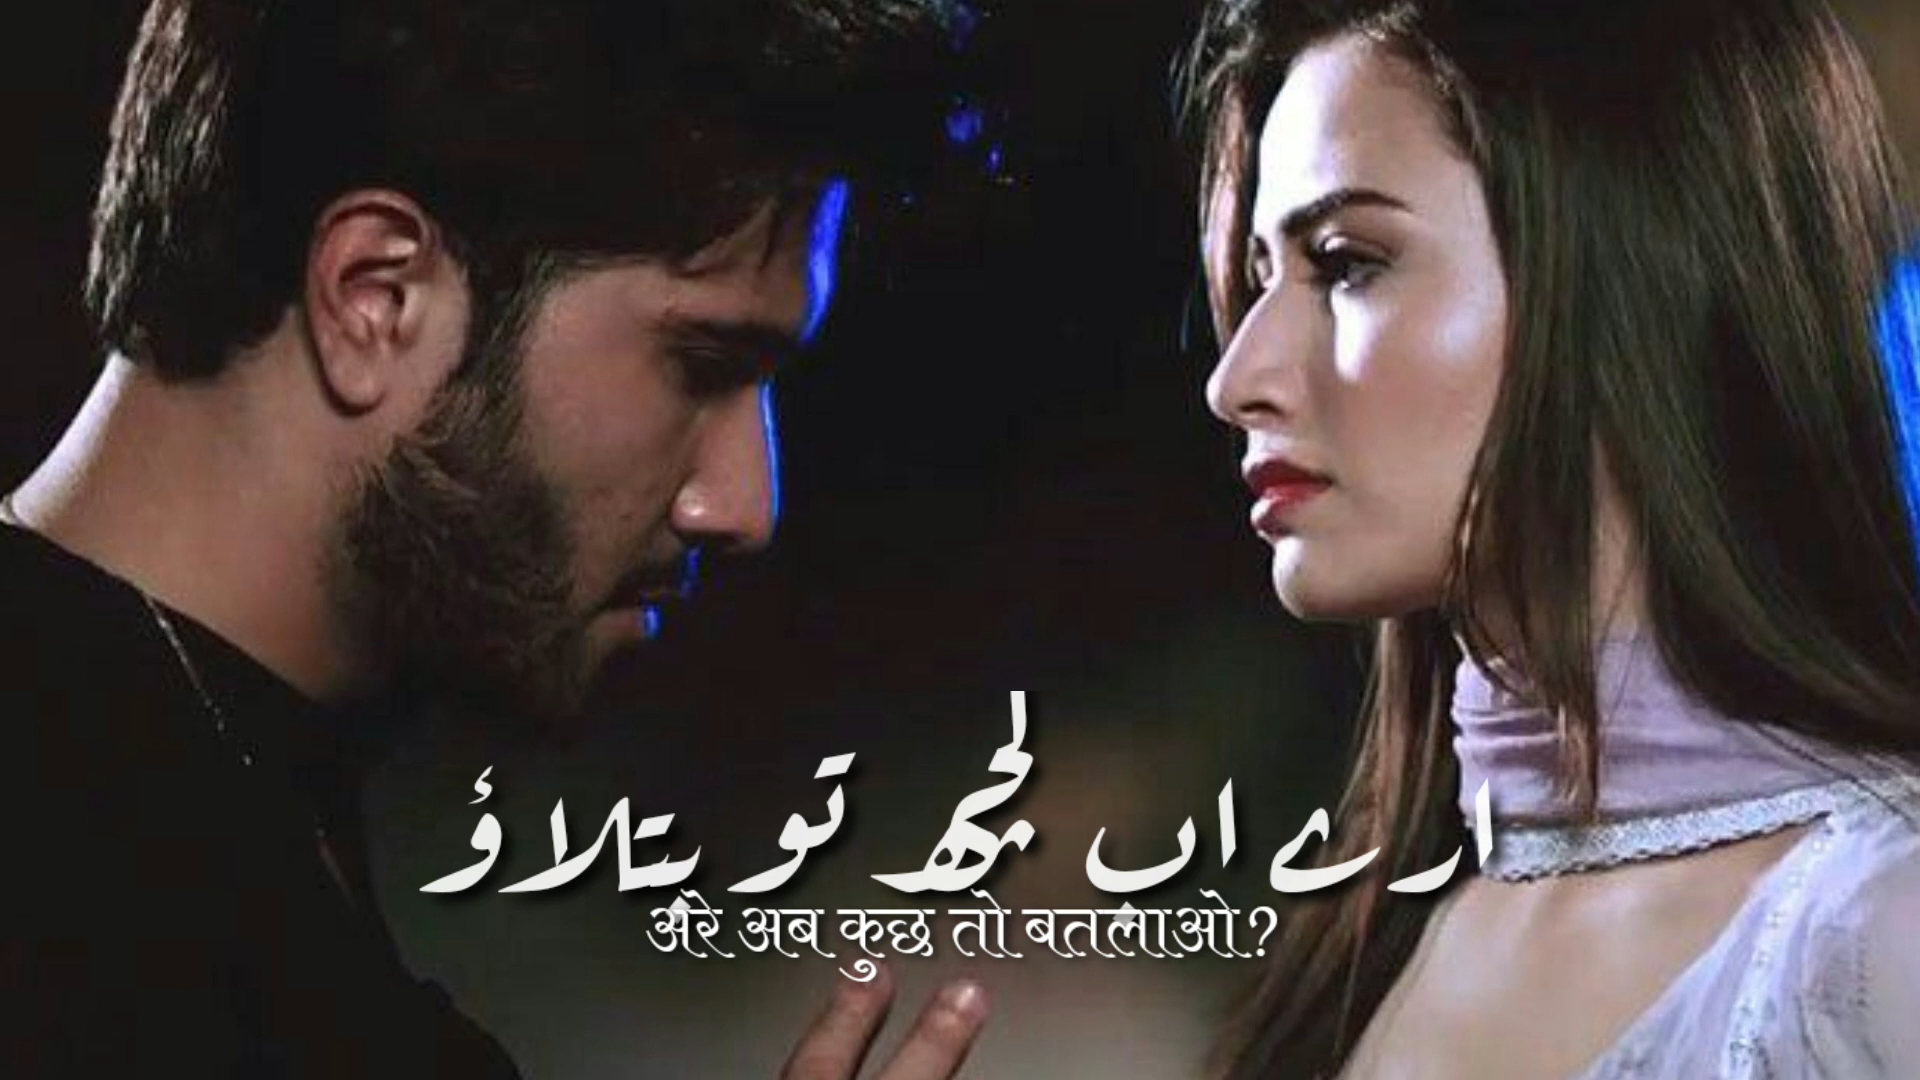 ارے اب کچھ تو بتلاؤ
अरे अब कुछ तो बतलाओ?